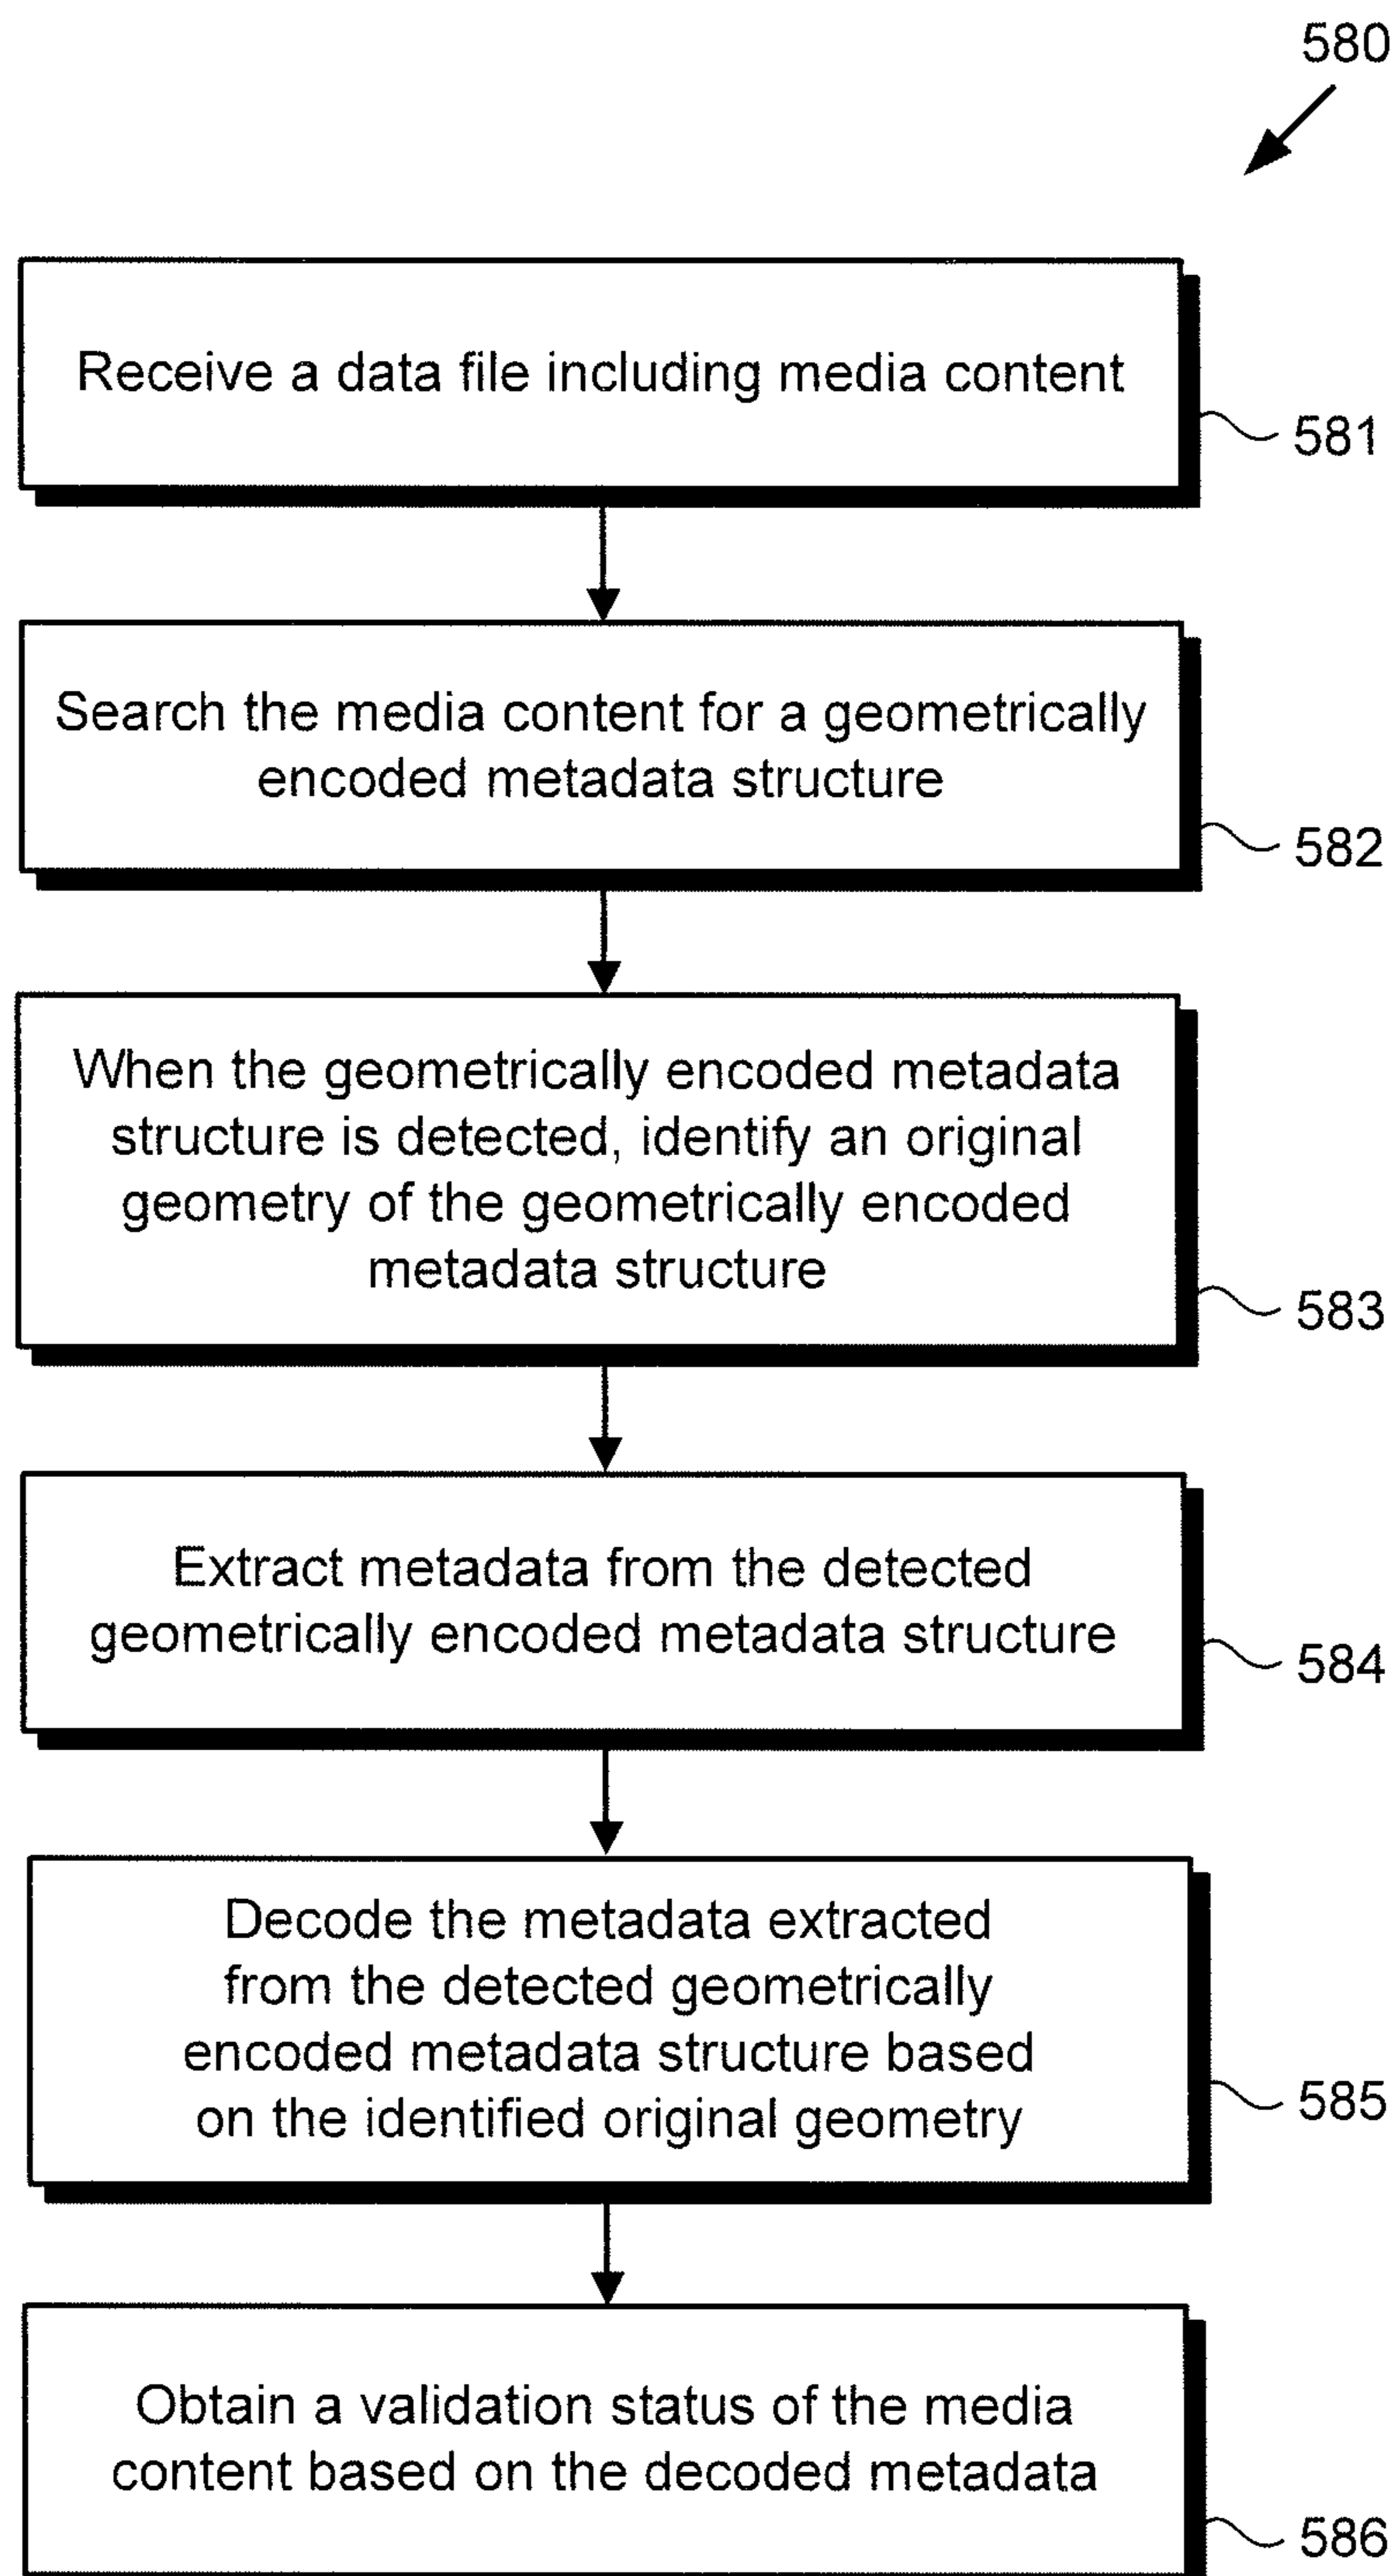 580
Receive a data file including media content
581
Search the media content for a geometrically
encoded metadata structure
582
When the geometrically encoded metadata
structure is detected, identify an original
geometry of the geometrically encoded
metadata structure
583
Extract metadata from the detected
geometrically encoded metadata structure
584
Decode the metadata extracted
from the detected geometrically
encoded metadata structure based
on the identified original geometry
585
Obtain a validation status of the media
content based on the decoded metadata
586